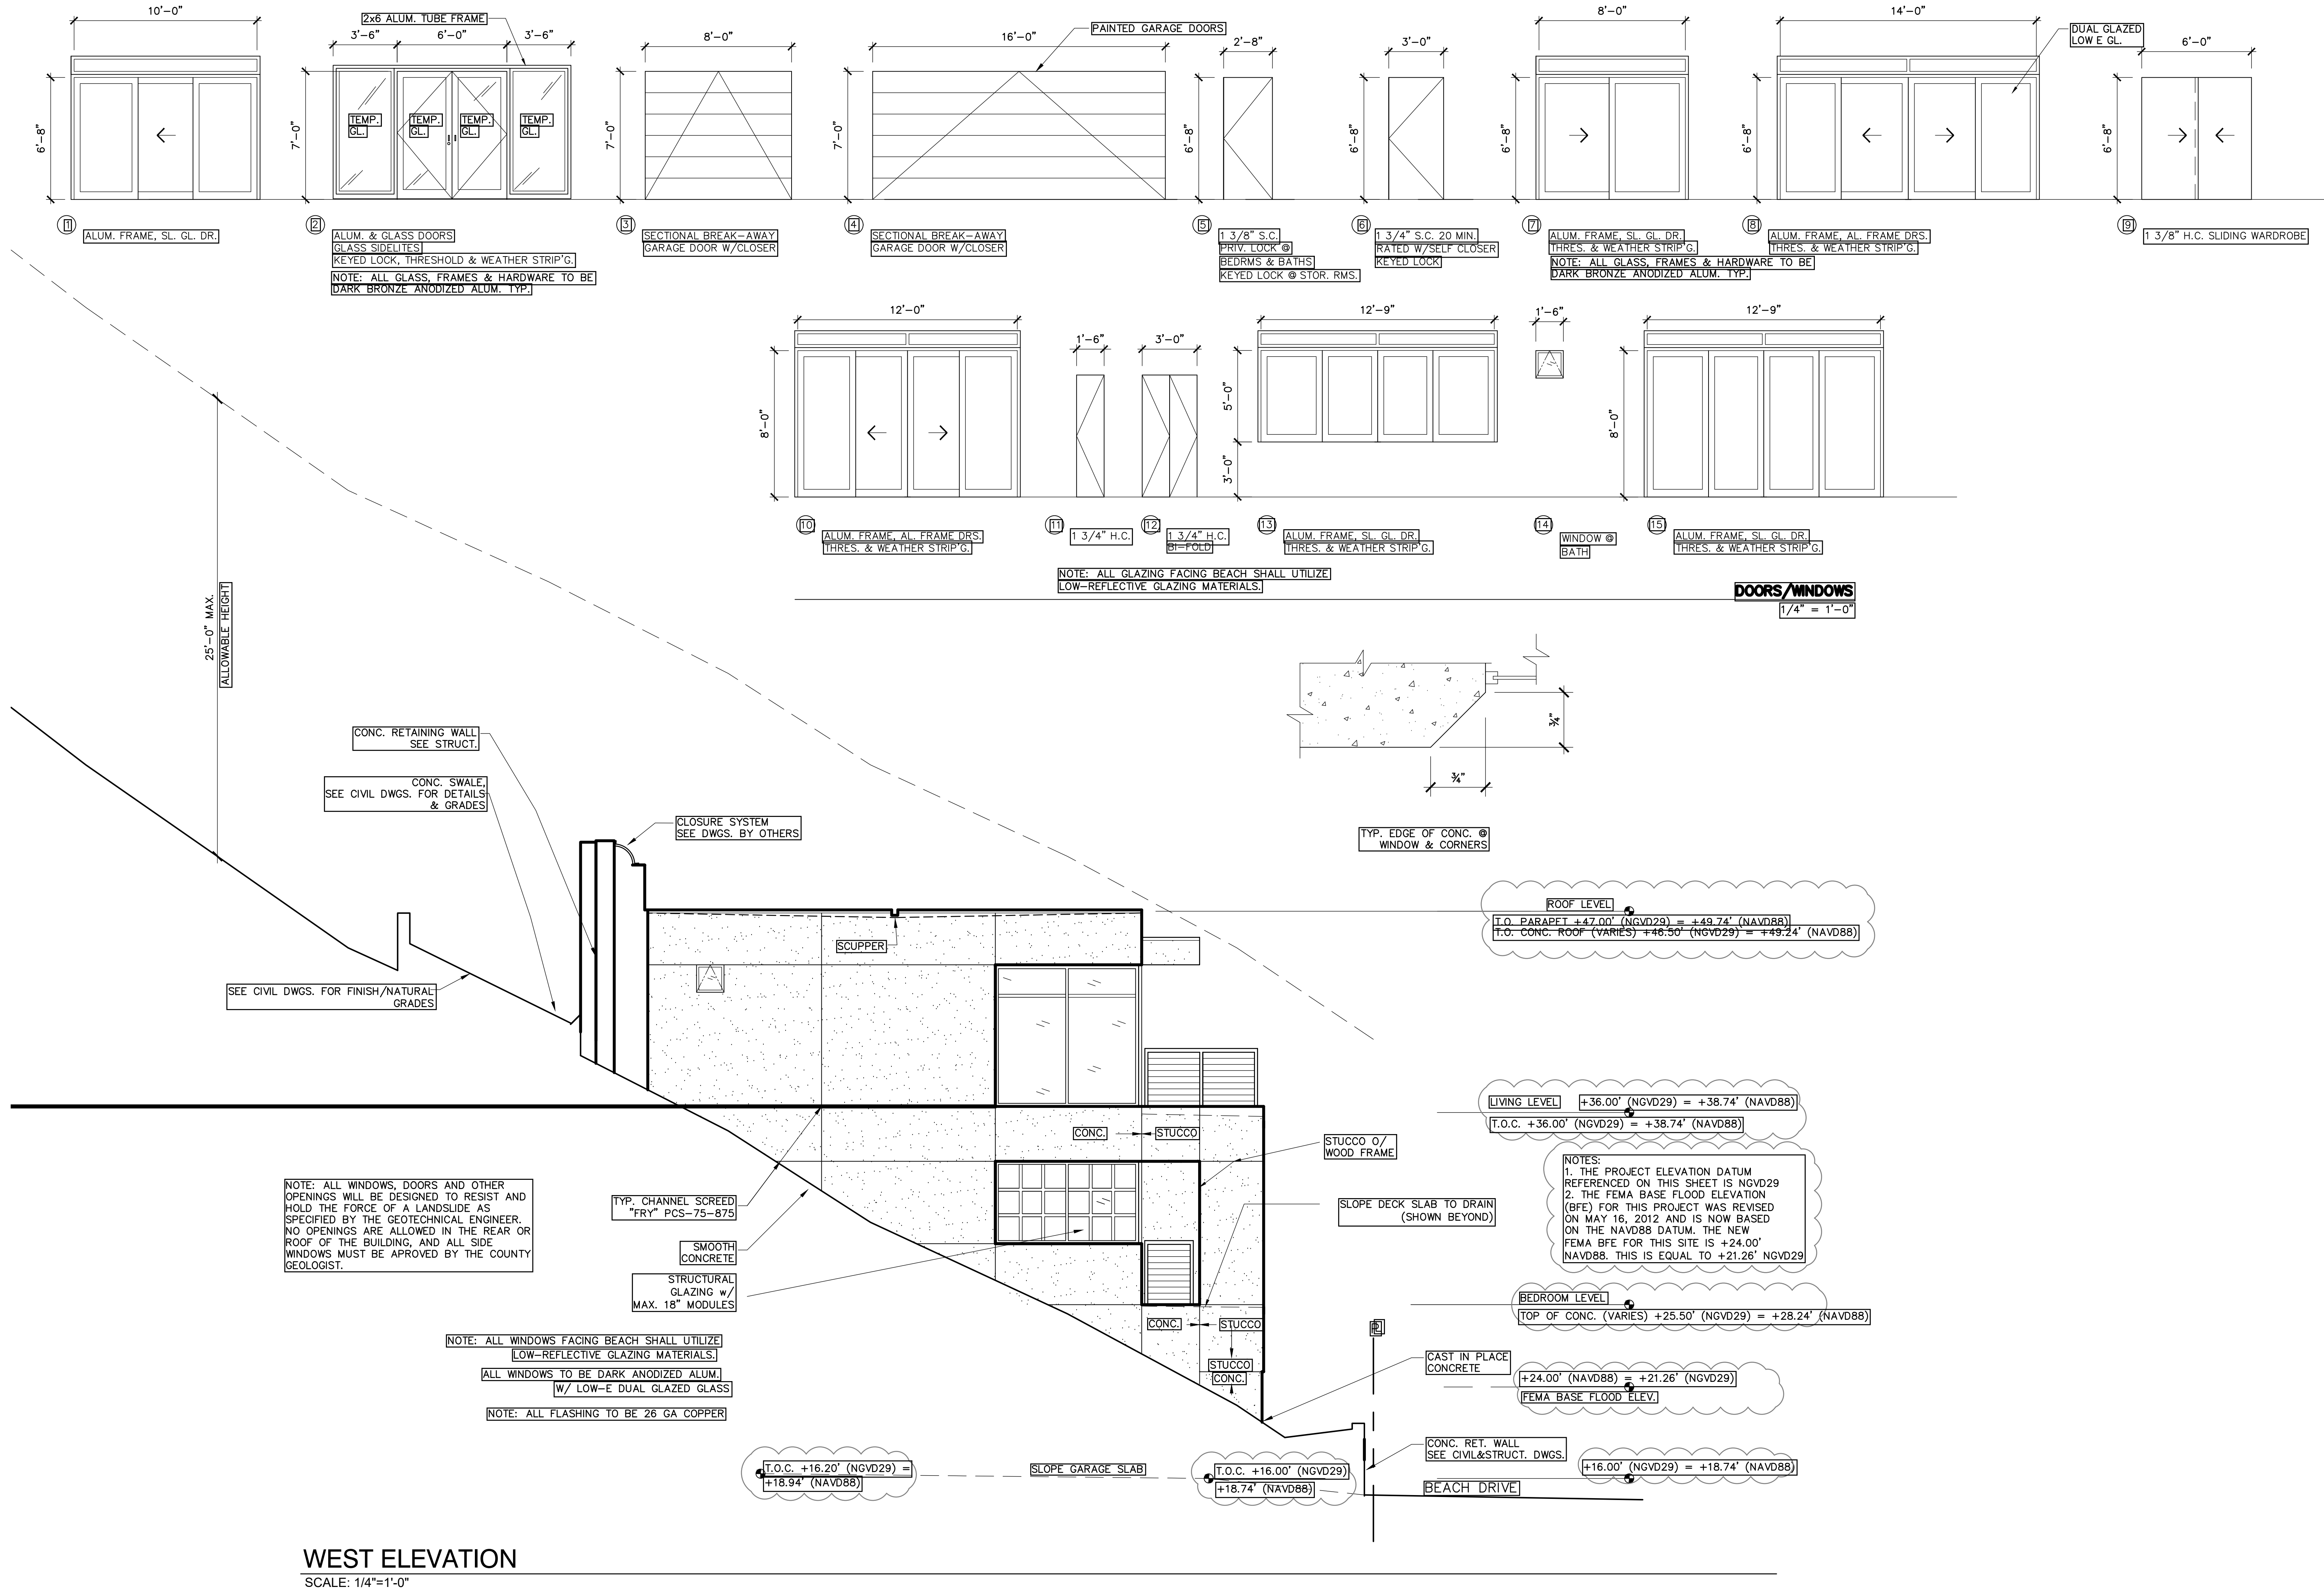 10'-0"
6'-8"
1
ALUM. FRAME, SL. GL. DR.
2x6 ALUM. TUBE FRAME
3'-6"
6'-0"
3'-6"
7'-0"
TEMP.
GL.
TEMP.
GL.
TEMP.
GL.
TEMP.
GL.
2
ALUM. & GLASS DOORS
GLASS SIDELITES
KEYED LOCK, THRESHOLD & WEATHER STRIP'G.
NOTE: ALL GLASS, FRAMES & HARDWARE TO BE
DARK BRONZE ANODIZED ALUM. TYP.
8'-0"
7'-0"
3
SECTIONAL BREAK-AWAY
GARAGE DOOR W/CLOSER
16'-0"
PAINTED GARAGE DOORS
7'-0"
4
SECTIONAL BREAK-AWAY
GARAGE DOOR W/CLOSER
2'-8"
6'-8"
5
1 3/8" S.C.
PRIV. LOCK @
BEDRMS & BATHS
KEYED LOCK @ STOR. RMS.
3'-0"
6'-8"
6
1 3/4" S.C. 20 MIN.
RATED W/SELF CLOSER
KEYED LOCK
8'-0"
6'-8"
7
ALUM. FRAME, SL. GL. DR.
THRES. & WEATHER STRIP'G.
NOTE: ALL GLASS, FRAMES & HARDWARE TO BE
DARK BRONZE ANODIZED ALUM. TYP.
14'-0"
DUAL GLAZED
LOW E GL.
6'-8"
8
ALUM. FRAME, AL. FRAME DRS.
THRES. & WEATHER STRIP'G.
6'-0"
6'-8"
9
1 3/8" H.C. SLIDING WARDROBE
12'-0"
8'-0"
10
ALUM. FRAME, AL. FRAME DRS.
THRES. & WEATHER STRIP'G.
1'-6"
11
1 3/4" H.C.
3'-0"
12
1 3/4" H.C.
BI-FOLD
12'-9"
5'-0"
3'-0"
13
ALUM. FRAME, SL. GL. DR.
THRES. & WEATHER STRIP'G.
1'-6"
14
WINDOW @
BATH
12'-9"
8'-0"
15
ALUM. FRAME, SL. GL. DR.
THRES. & WEATHER STRIP'G.
NOTE: ALL GLAZING FACING BEACH SHALL UTILIZE
LOW-REFLECTIVE GLAZING MATERIALS.
DOORS/WINDOWS
1/4" = 1'-0"
25'-0" MAX.
ALLOWABLE HEIGHT
¾"
¾"
TYP. EDGE OF CONC. @
WINDOW & CORNERS
CONC. RETAINING WALL
SEE STRUCT.
CONC. SWALE,
SEE CIVIL DWGS. FOR DETAILS
& GRADES
CLOSURE SYSTEM
SEE DWGS. BY OTHERS
SEE CIVIL DWGS. FOR FINISH/NATURAL
GRADES
SCUPPER
ROOF LEVEL
T.O. PARAPET +47.00' (NGVD29) = +49.74' (NAVD88)
T.O. CONC. ROOF (VARIES) +46.50' (NGVD29) = +49.24' (NAVD88)
LIVING LEVEL
+36.00' (NGVD29) = +38.74' (NAVD88)
T.O.C. +36.00' (NGVD29) = +38.74' (NAVD88)
CONC.
STUCCO
STUCCO O/
WOOD FRAME
NOTES:
1. THE PROJECT ELEVATION DATUM
REFERENCED ON THIS SHEET IS NGVD29
2. THE FEMA BASE FLOOD ELEVATION
(BFE) FOR THIS PROJECT WAS REVISED
ON MAY 16, 2012 AND IS NOW BASED
ON THE NAVD88 DATUM. THE NEW
FEMA BFE FOR THIS SITE IS +24.00'
NAVD88. THIS IS EQUAL TO +21.26' NGVD29
NOTE: ALL WINDOWS, DOORS AND OTHER
OPENINGS WILL BE DESIGNED TO RESIST AND
HOLD THE FORCE OF A LANDSLIDE AS
SPECIFIED BY THE GEOTECHNICAL ENGINEER.
NO OPENINGS ARE ALLOWED IN THE REAR OR
ROOF OF THE BUILDING, AND ALL SIDE
WINDOWS MUST BE APROVED BY THE COUNTY
GEOLOGIST.
TYP. CHANNEL SCREED
"FRY" PCS-75-875
SMOOTH
CONCRETE
STRUCTURAL
GLAZING w/
MAX. 18" MODULES
SLOPE DECK SLAB TO DRAIN
(SHOWN BEYOND)
BEDROOM LEVEL
TOP OF CONC. (VARIES) +25.50' (NGVD29) = +28.24' (NAVD88)
CONC.
STUCCO
STUCCO
CONC.
NOTE: ALL WINDOWS FACING BEACH SHALL UTILIZE
LOW-REFLECTIVE GLAZING MATERIALS.
ALL WINDOWS TO BE DARK ANODIZED ALUM.
W/ LOW-E DUAL GLAZED GLASS
NOTE: ALL FLASHING TO BE 26 GA COPPER
CAST IN PLACE
CONCRETE
+24.00' (NAVD88) = +21.26' (NGVD29)
FEMA BASE FLOOD ELEV.
CONC. RET. WALL
SEE CIVIL&STRUCT. DWGS.
T.O.C. +16.20' (NGVD29) =
+18.94' (NAVD88)
SLOPE GARAGE SLAB
T.O.C. +16.00' (NGVD29)
+18.74' (NAVD88)
+16.00' (NGVD29) = +18.74' (NAVD88)
BEACH DRIVE
WEST ELEVATION
SCALE: 1/4"=1'-0"